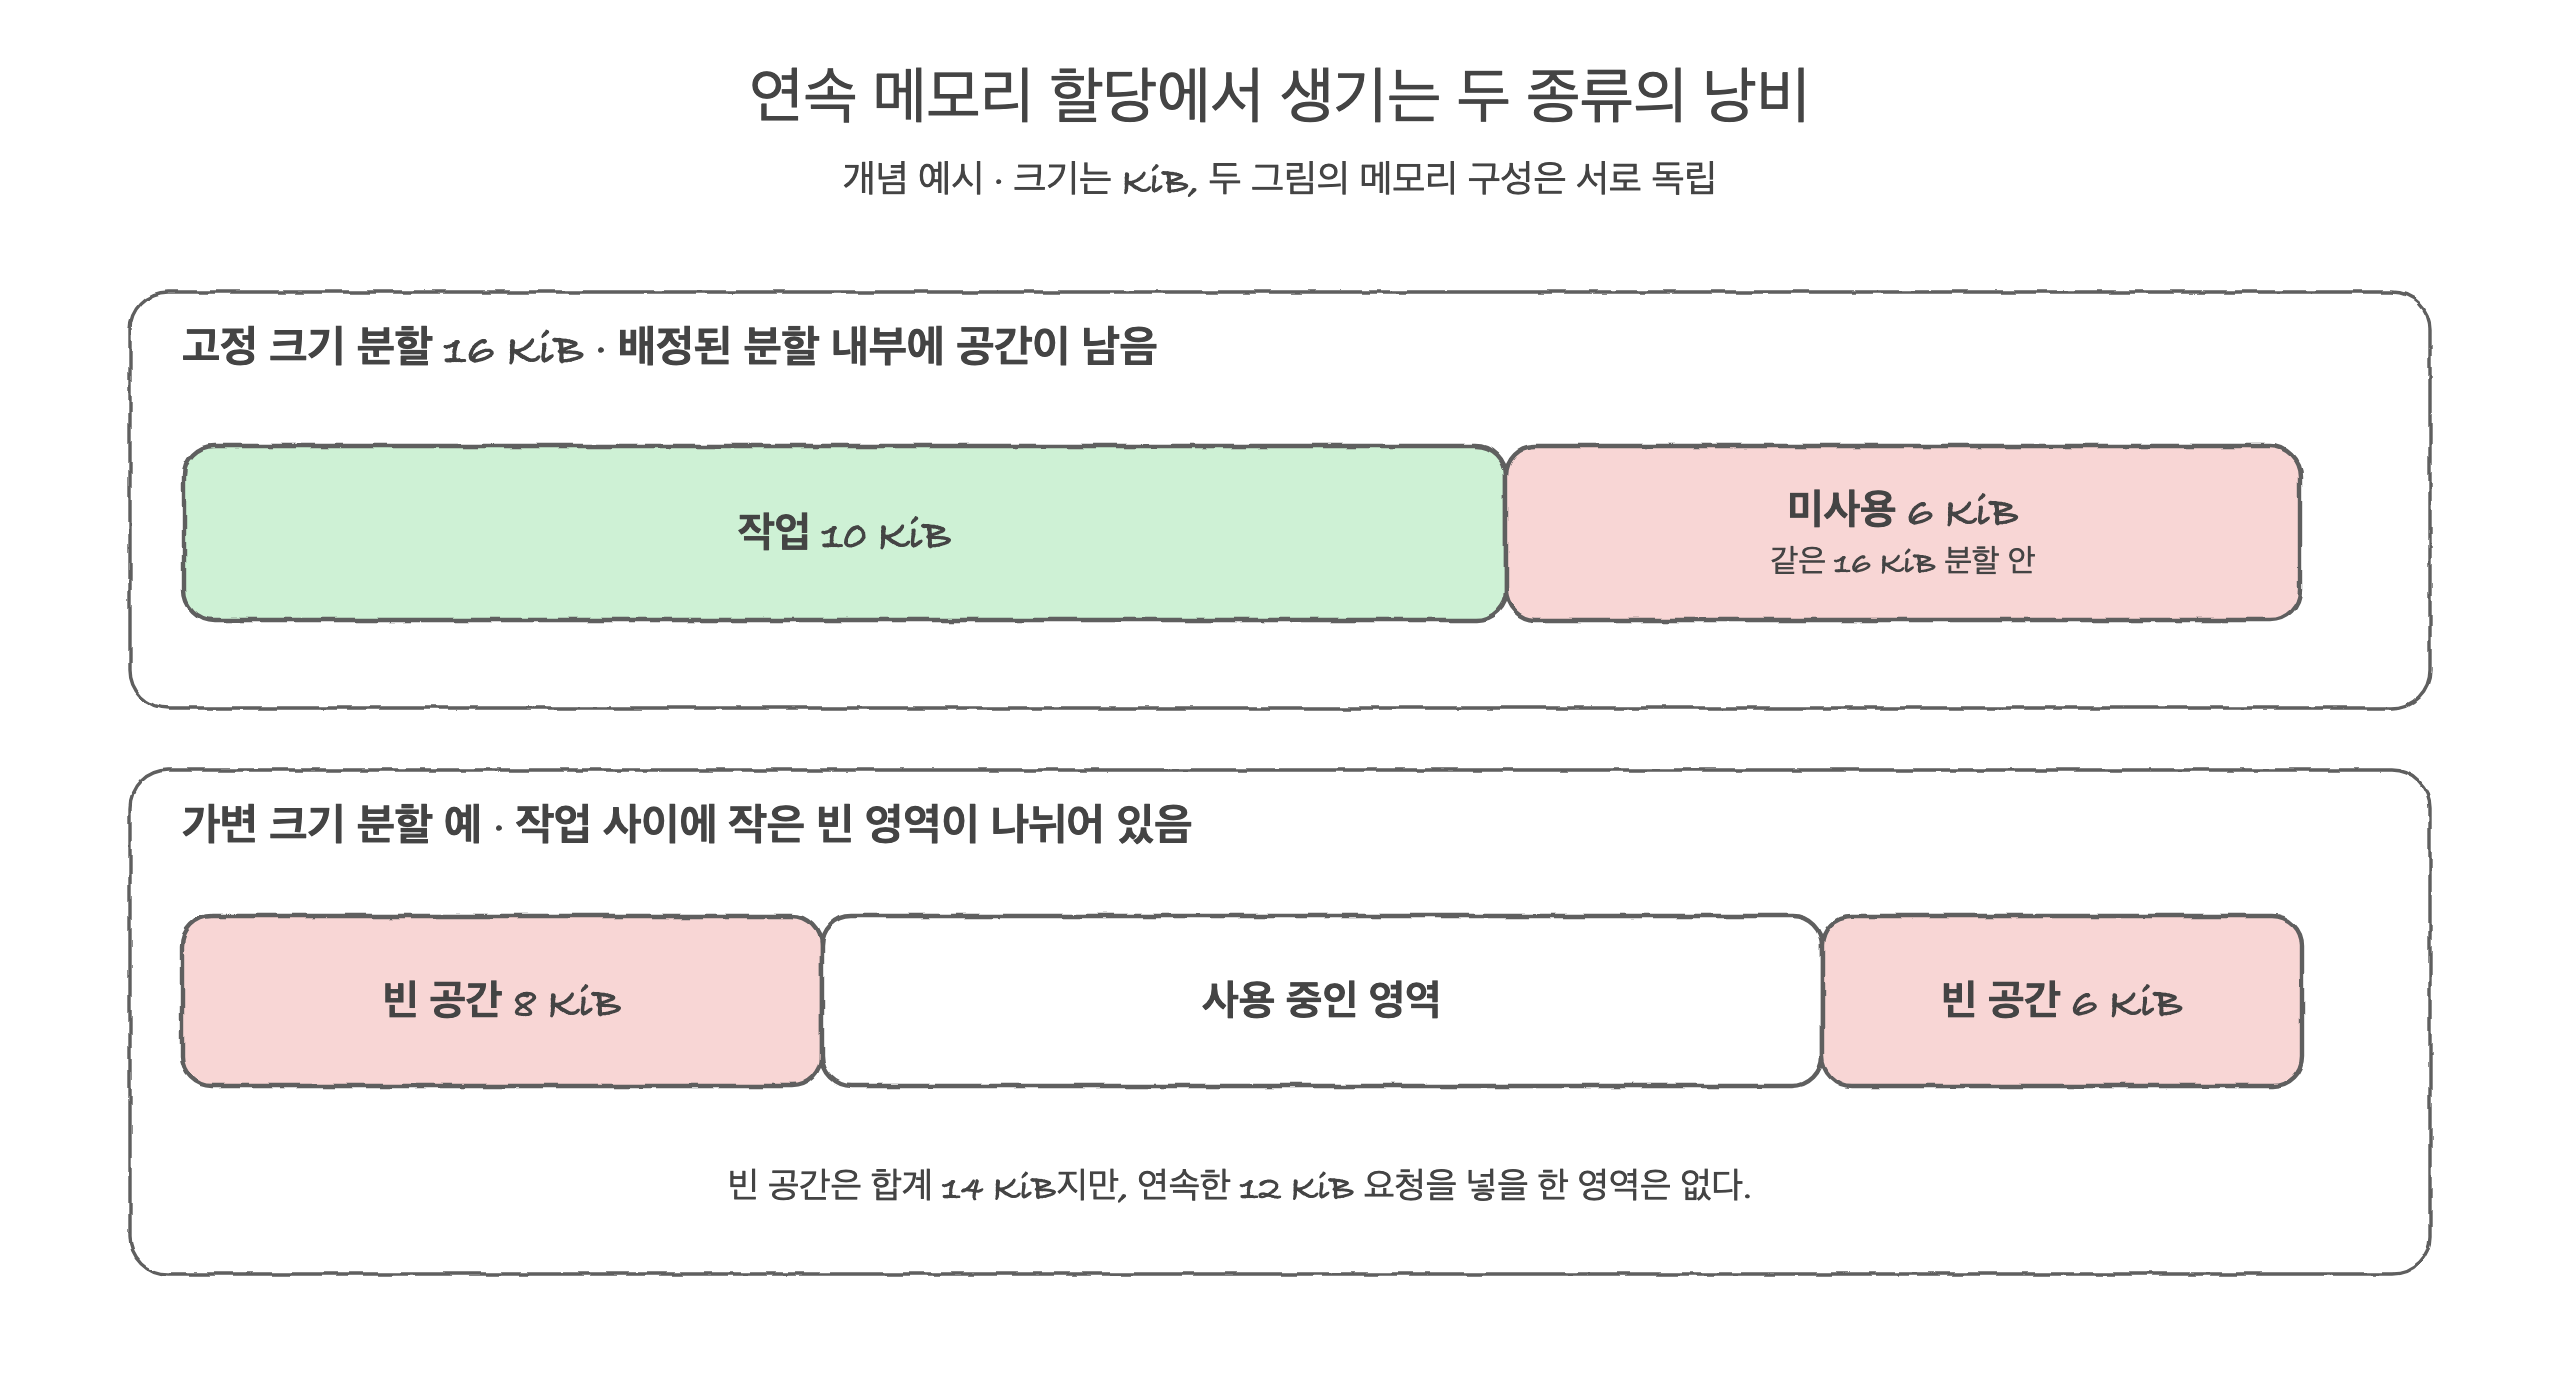 연속 메모리 할당에서 생기는 두 종류의 낭비
개념 예시 · 크기는 KiB, 두 그림의 메모리 구성은 서로 독립
고정 크기 분할 16 KiB · 배정된 분할 내부에 공간이 남음
작업 10 KiB
미사용 6 KiB
같은 16 KiB 분할 안
가변 크기 분할 예 · 작업 사이에 작은 빈 영역이 나뉘어 있음
빈 공간 8 KiB
사용 중인 영역
빈 공간 6 KiB
빈 공간은 합계 14 KiB지만, 연속한 12 KiB 요청을 넣을 한 영역은 없다.